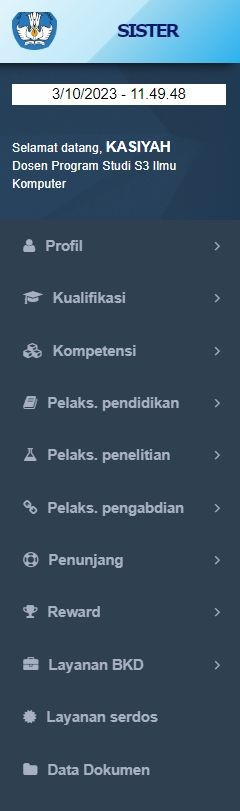 SISTER
3/10/2023 - 11.49.48
Selamat datang, KASIYAH
Dosen Program Studi S3 Ilmu
Komputer
Profil
Kualifikasi
Kompetensi
Pelaks. pendidikan
Pelaks. penelitian
Pelaks. pengabdian
Penunjang
Reward
Layanan BKD
Layanan serdos
Data Dokumen